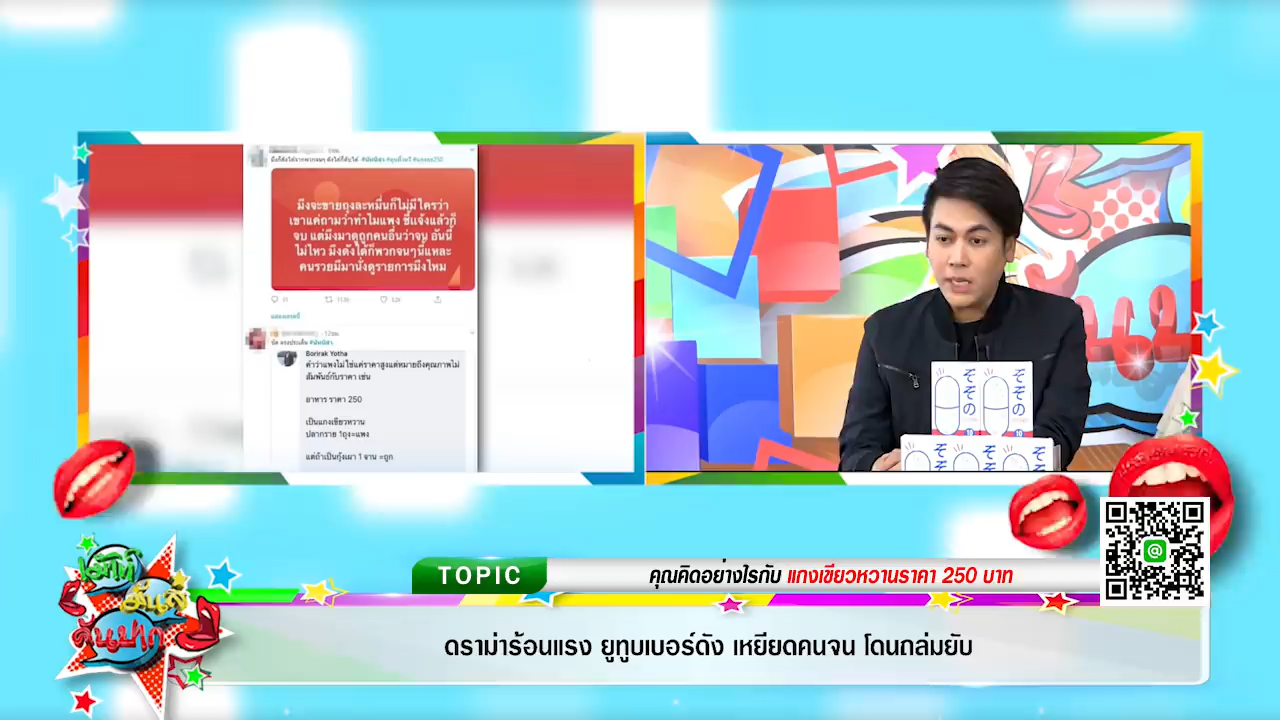 มึงจะขายถุงละหมื่นก็ไม่มีใครว่า
เขาแค่ถามว่าทำไมแพง ชี้แจ้งแล้วก็
จบ แต่มึงมาดูถูกคนอื่นว่าจน อันนี้
ไม่ไหว มึงดังได้ก็พวกจนๆนี้แหละ
คนรวยมีมานั่งดูรายการมึงไหม
Borirak Yotha
คำว่าแพงไม่ใช่แค่ราคาสูงแต่หมายถึงคุณภาพไม่
สัมพันธ์กับราคา เช่น
อาหาร ราคา 250
เป็นแกงเขียวหวาน
ปลากราย 1ถุง=แพง
แต่ถ้าเป็นกุ้งเผา 1 จาน =ถูก
そその
そその
TOPIC
คุณคิดอย่างไรกับ แกงเขียวหวานราคา 250 บาท
ดราม่าร้อนแรง ยูทูบเบอร์ดัง เหยียดคนจน โดนถล่มยับ